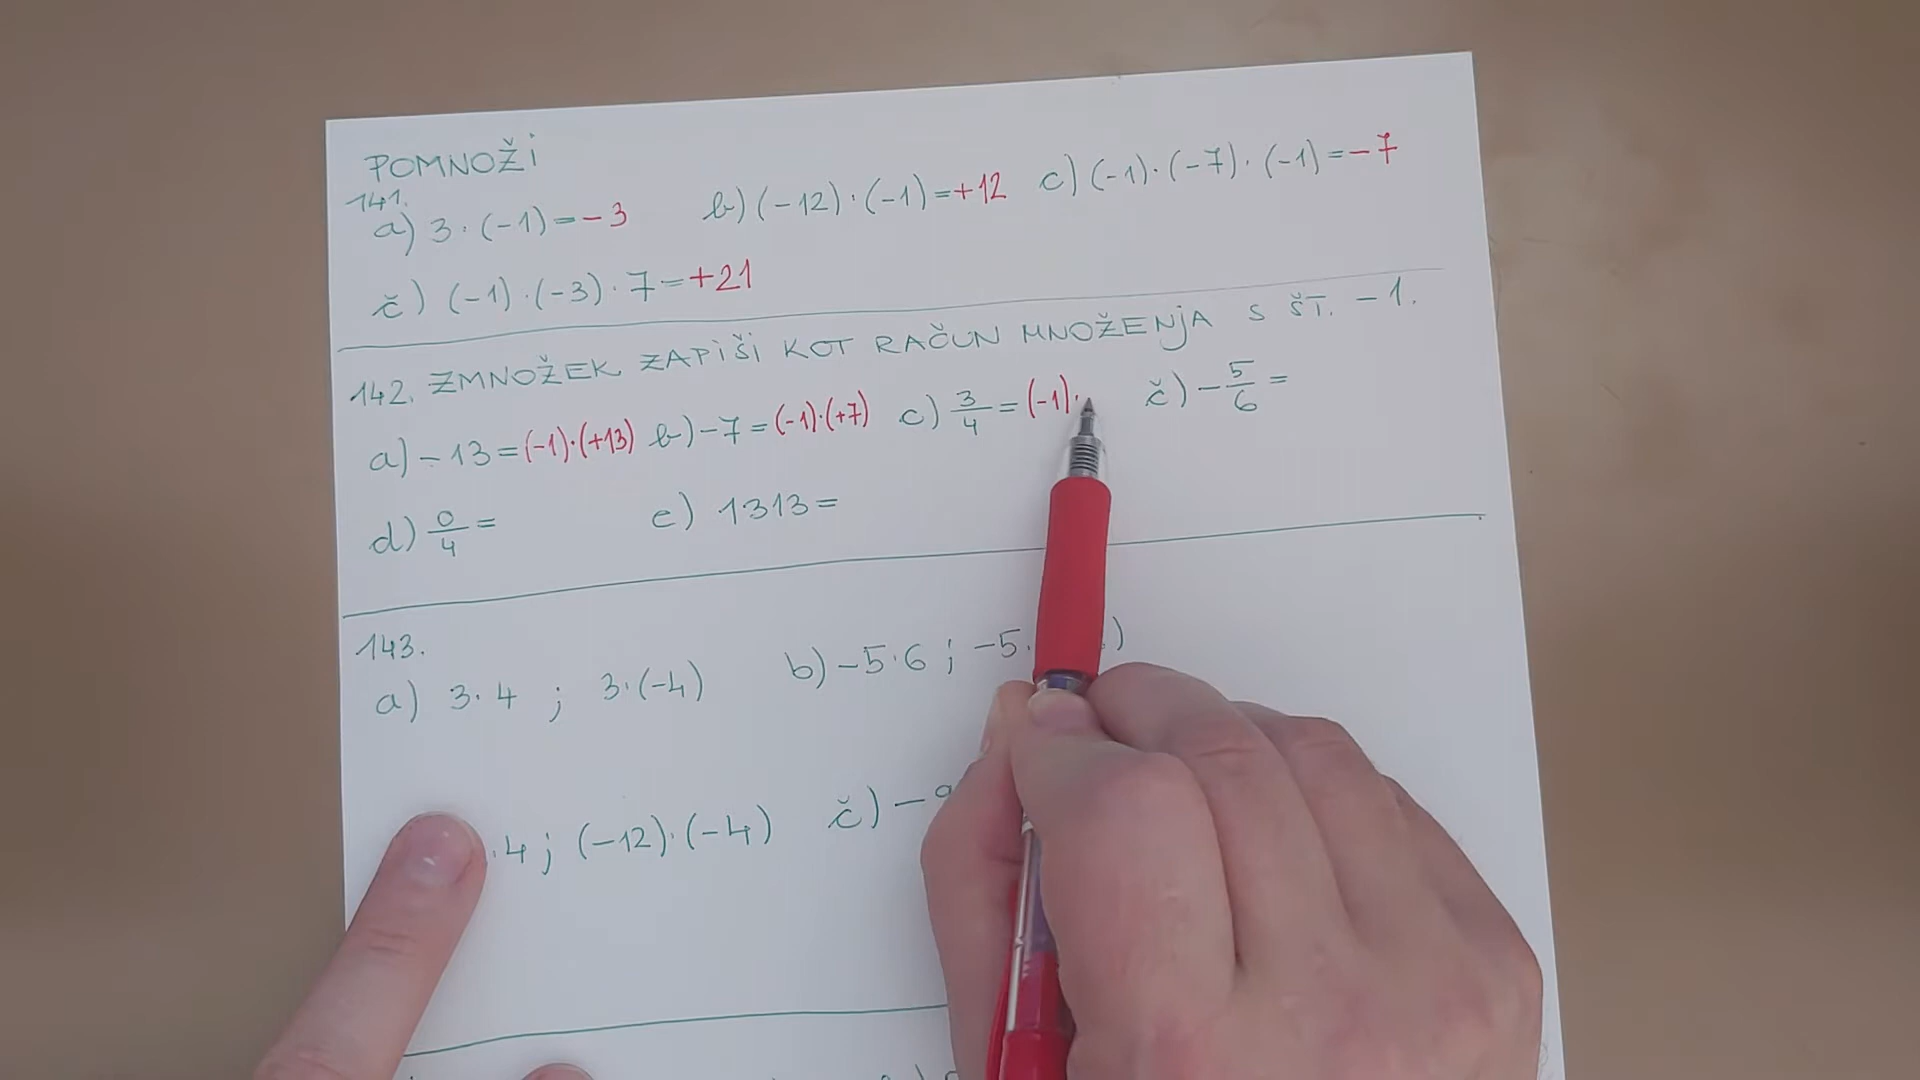 POMNOŽI
141.
a) 3·(-1)=-3 b) (-12)·(-1)=+12 c) (-1)·(-7)·(-1)=-7
č) (-1)·(-3)·7=+21
142. ZMNOŽEK ZAPIŠI KOT RAČUN MNOŽENJA S ŠT. -1.
a) -13=(-1)·(+13) b) -7=(-1)·(+7) c) 3/4=(-1)· č) -5/6=
d) 0/4= e) 1313=
143.
a) 3·4 ; 3·(-4) b) -5·6 ; -5· )
·4 ; (-12)·(-4) č) -9